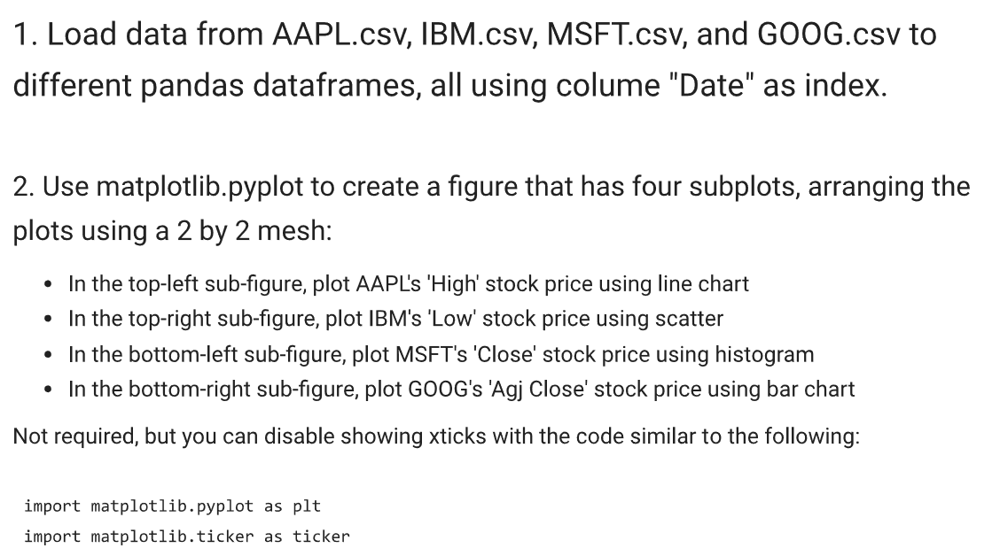 1. Load data from AAPL.csv, IBM.csv, MSFT.csv, and GOOG.csv to
different pandas dataframes, all using colume "Date" as index.
2. Use matplotlib.pyplot to create a figure that has four subplots, arranging the
plots using a 2 by 2 mesh:
• In the top-left sub-figure, plot AAPL's 'High' stock price using line chart
• In the top-right sub-figure, plot IBM's 'Low' stock price using scatter
• In the bottom-left sub-figure, plot MSFT's 'Close' stock price using histogram
• In the bottom-right sub-figure, plot GOOG's 'Agj Close' stock price using bar chart
Not required, but you can disable showing xticks with the code similar to the following:
import matplotlib.pyplot as plt
import matplotlib.ticker as ticker